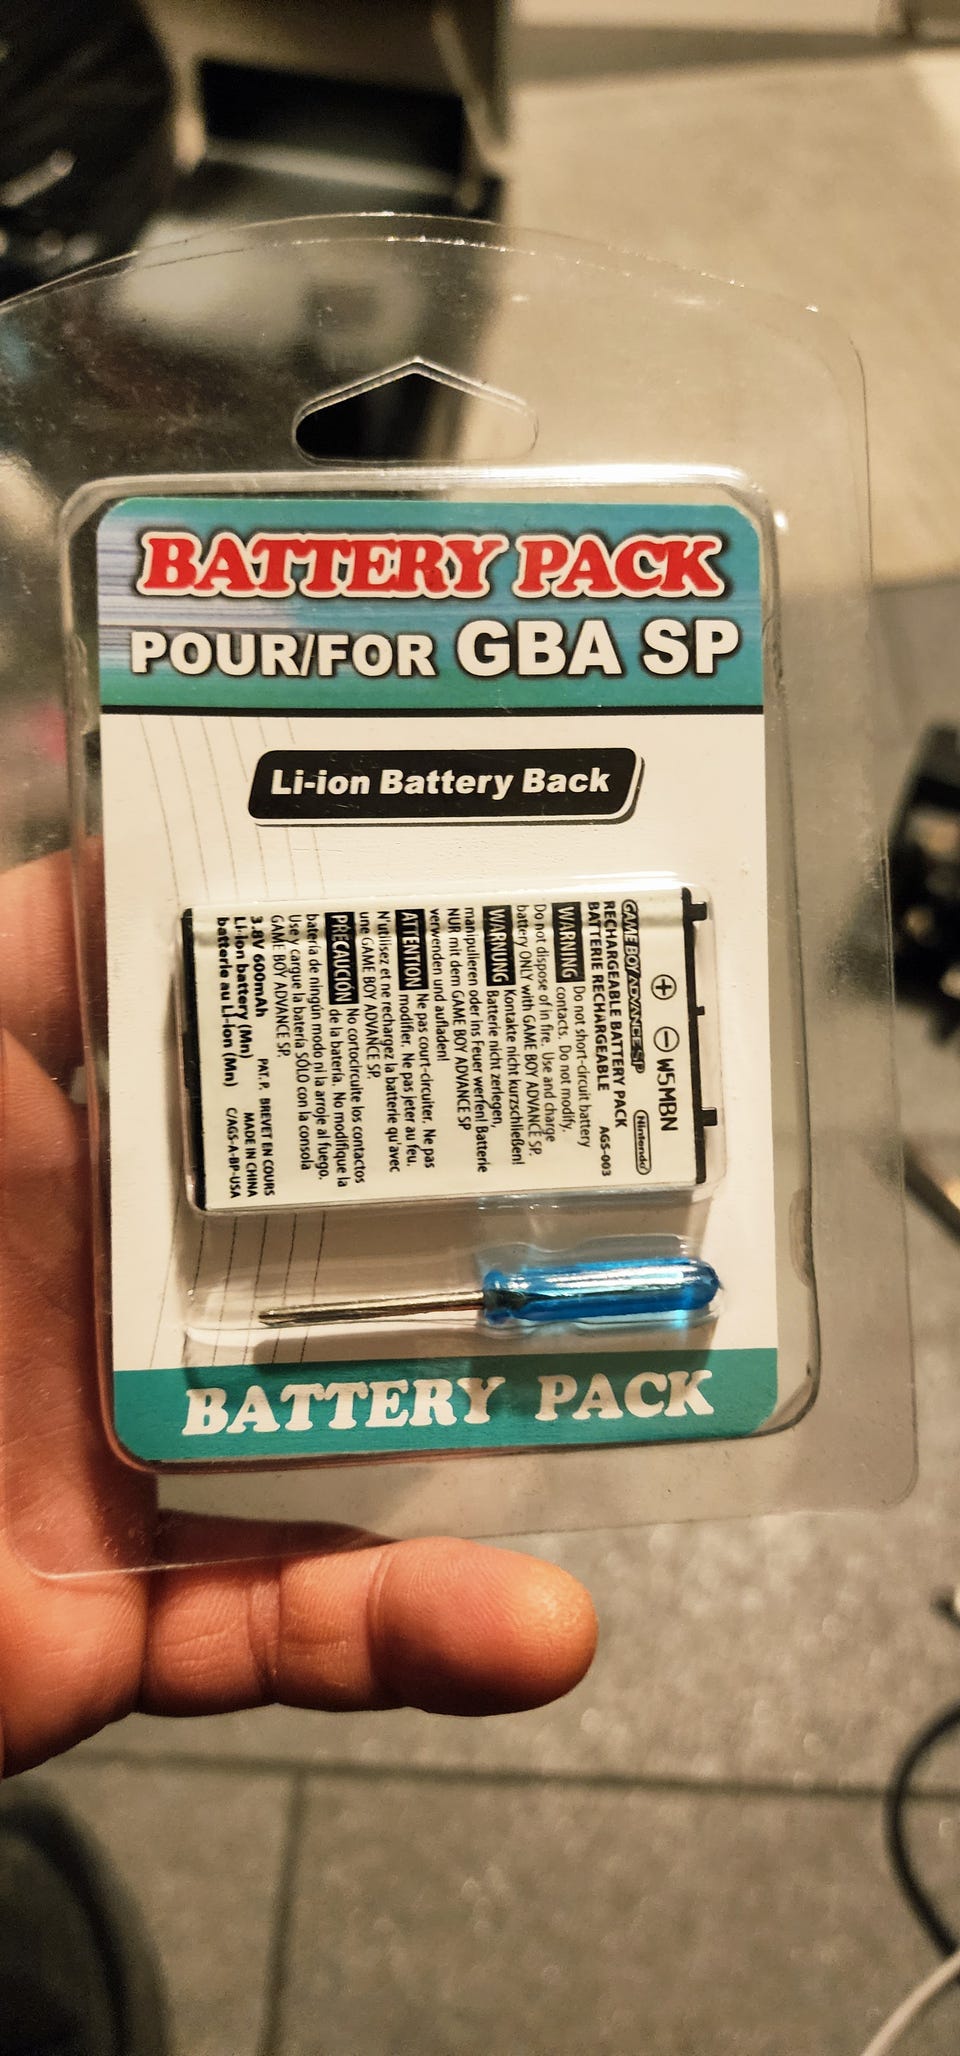 BATTERY PACK
POUR/FOR GBA SP
Li-ion Battery Back
W5MBN
GAME BOY ADVANCE SP
Nintendo
RECHARGEABLE BATTERY PACK
BATTERIE RECHARGEABLE AGS-003
WARNING Do not short-circuit battery
contacts. Do not modify.
Do not dispose of in fire. Use and charge
battery ONLY with GAME BOY ADVANCE SP.
WARNUNG Kontakte nicht kurzschließen!
Batterie nicht zerlegen,
manipulieren oder ins Feuer werfen! Batterie
NUR mit dem GAME BOY ADVANCE SP
verwenden und aufladen!
ATTENTION Ne pas court-circuiter. Ne pas
modifier. Ne pas jeter au feu.
N'utilisez et ne rechargez la batterie qu'avec
une GAME BOY ADVANCE SP.
PRECAUCIÓN No cortocircuite los contactos
de la batería. No modifique la
batería de ningún modo ni la arroje al fuego.
Use y cargue la batería SÓLO con la consola
GAME BOY ADVANCE SP.
3.8V 600mAh PAT. P. BREVET EN COURS
Li-ion battery (Mn) MADE IN CHINA
batterie au Li-ion (Mn) C/AGS-A-BP-USA
BATTERY PACK